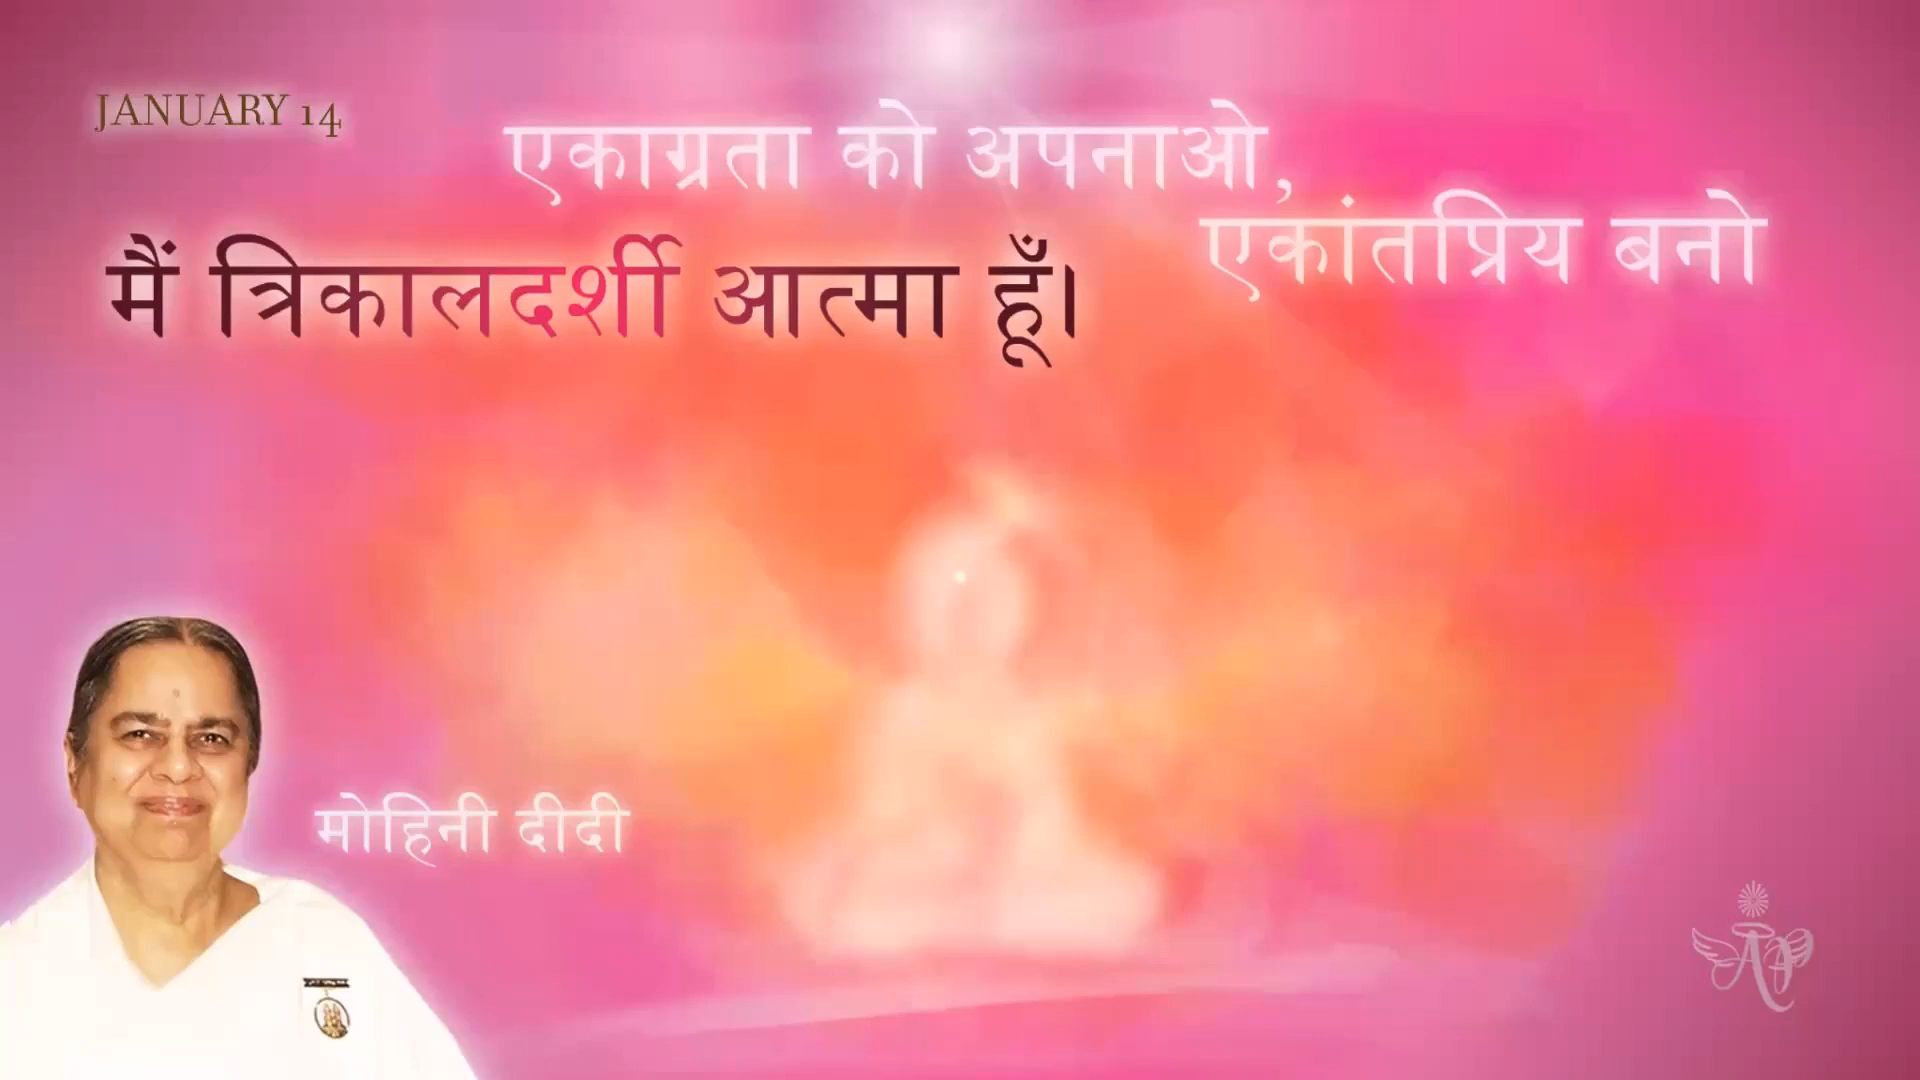 JANUARY 14
एकाग्रता को अपनाओ,
एकांतप्रिय बनो
मैं त्रिकालदर्शी आत्मा हूँ।
मोहिनी दीदी